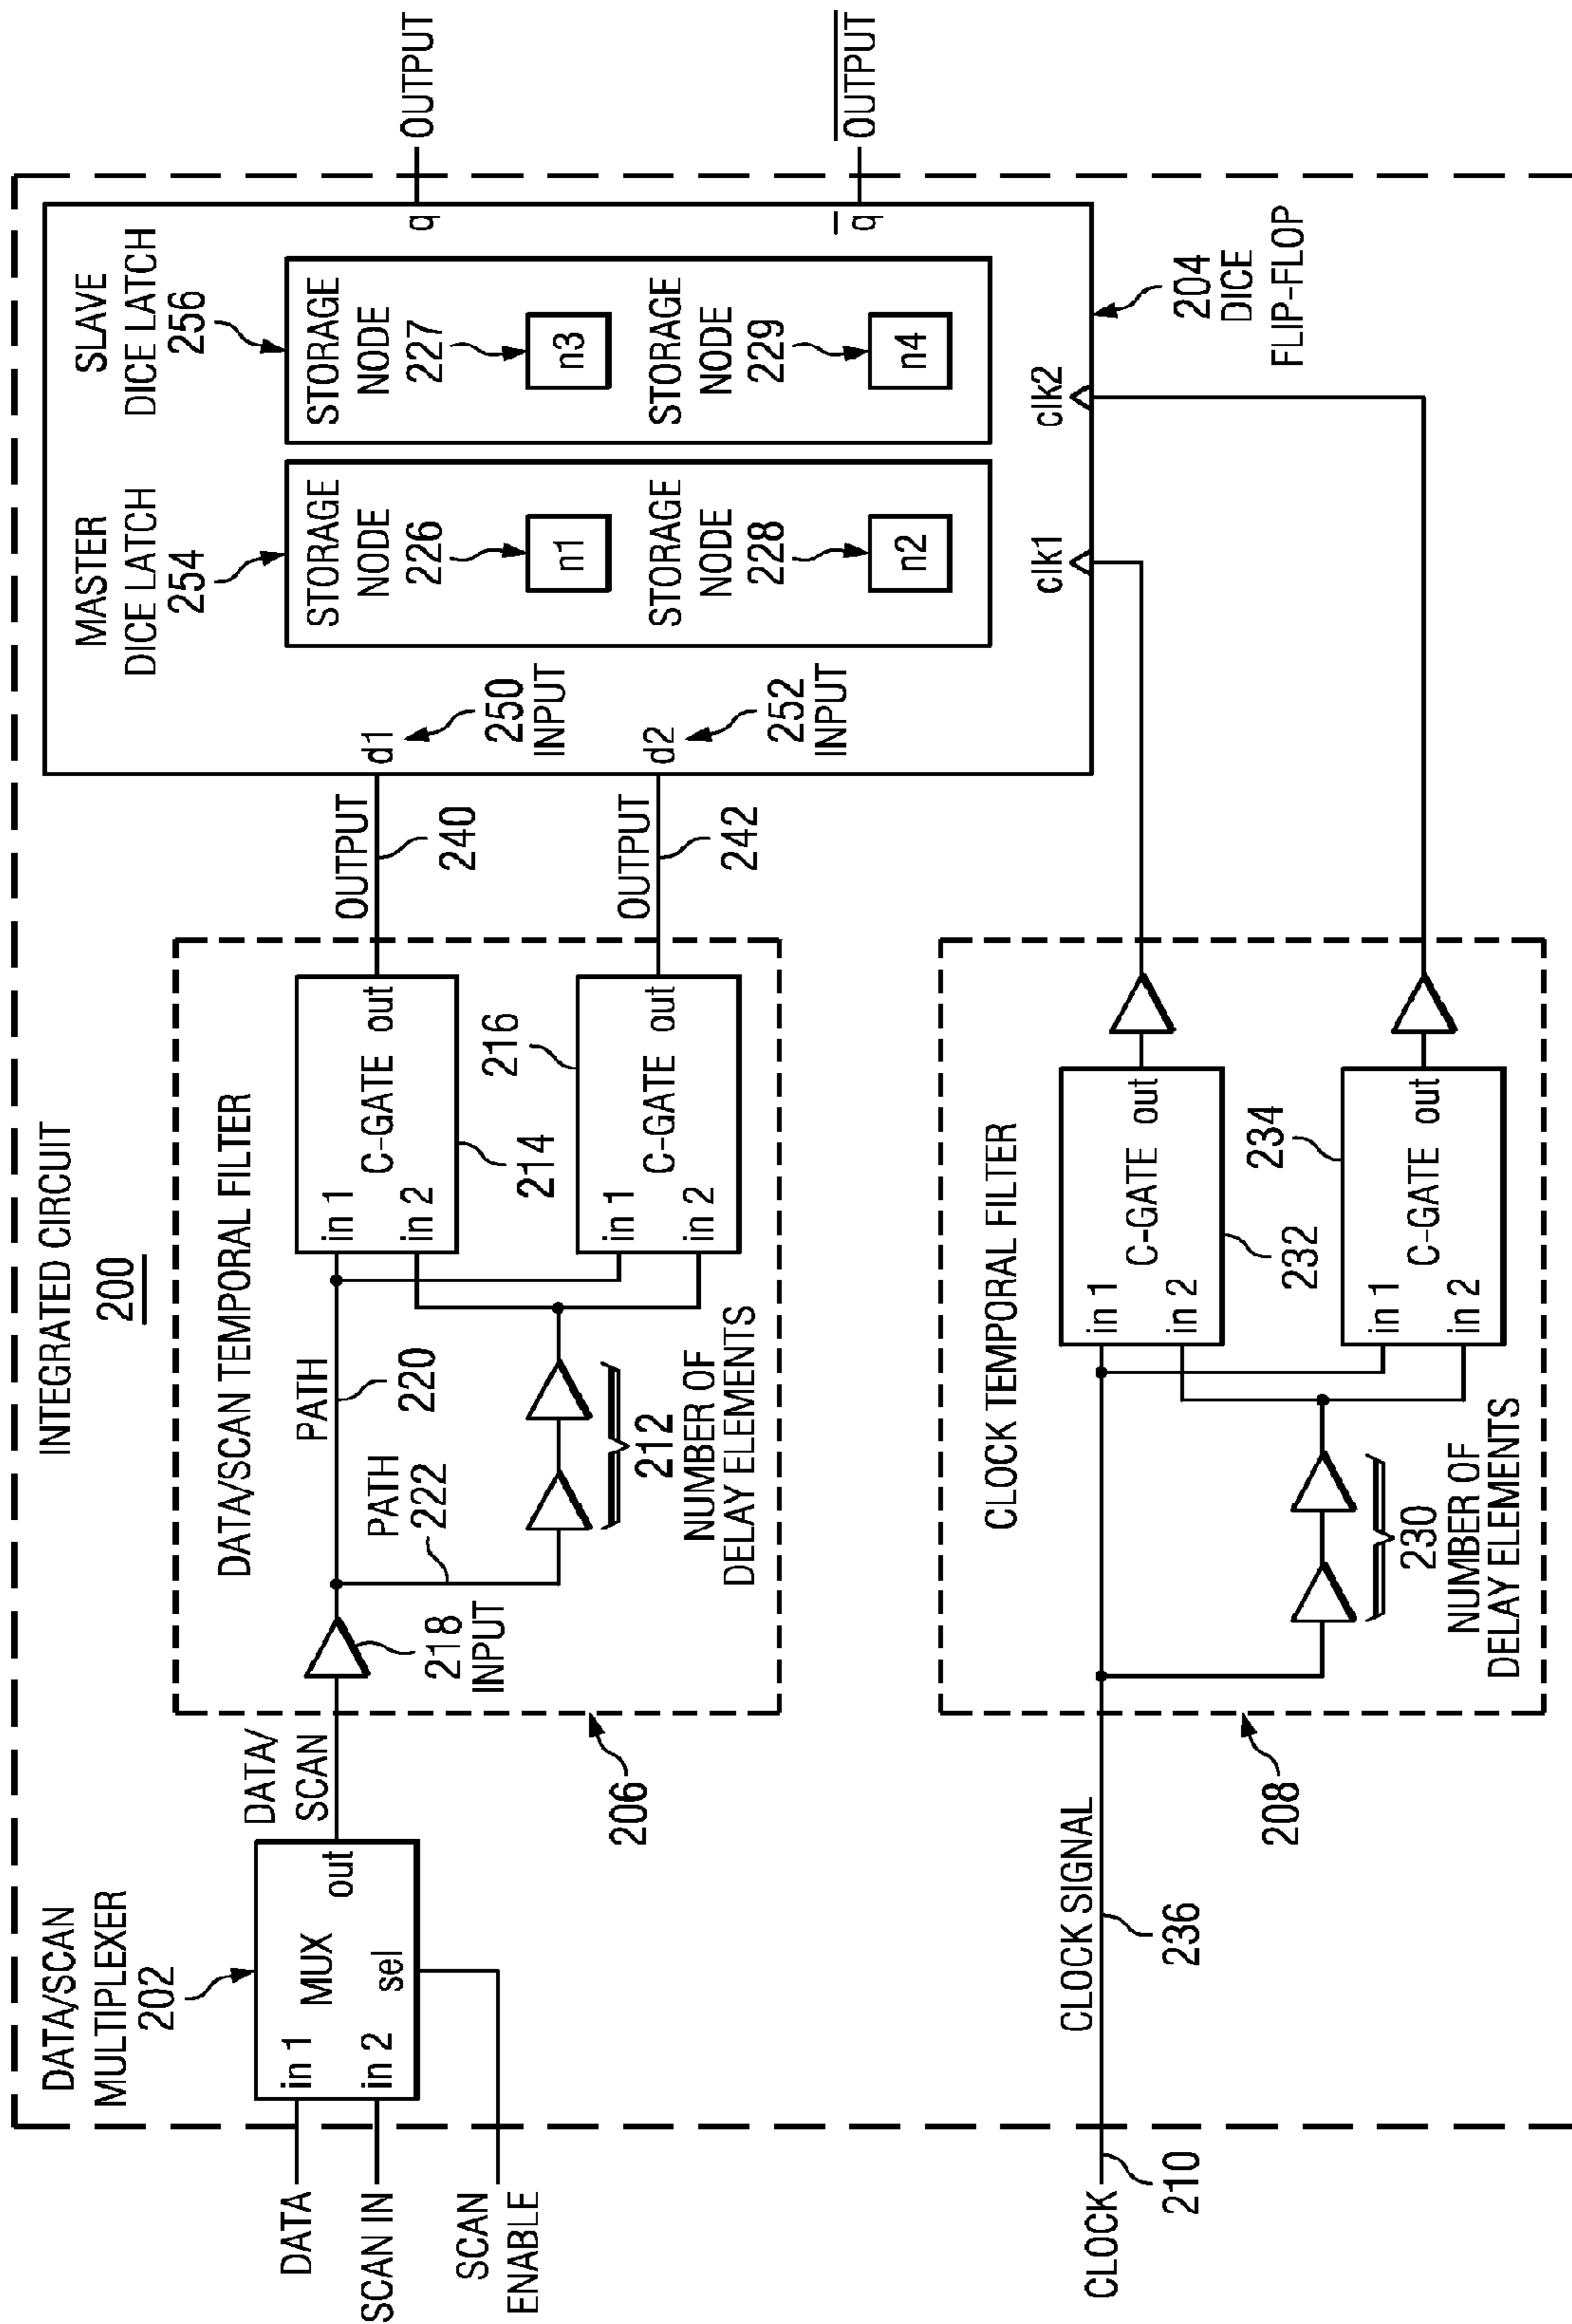 INTEGRATED CIRCUIT
200
DATA/SCAN
MULTIPLEXER
202
DATA
SCAN IN
SCAN
ENABLE
in 1
in 2
MUX
sel
out
DATA/
SCAN
DATA/SCAN TEMPORAL FILTER
206
218
INPUT
PATH
220
PATH
222
212
NUMBER OF
DELAY ELEMENTS
in 1
in 2
C-GATE
out
214
in 1
in 2
C-GATE
out
216
OUTPUT
240
OUTPUT
242
d1
250
INPUT
d2
252
INPUT
MASTER
DICE LATCH
254
STORAGE
NODE
226
n1
STORAGE
NODE
228
n2
SLAVE
DICE LATCH
256
STORAGE
NODE
227
n3
STORAGE
NODE
229
n4
q
OUTPUT
q
OUTPUT
clk1
clk2
204
DICE
FLIP-FLOP
CLOCK
210
CLOCK SIGNAL
236
CLOCK TEMPORAL FILTER
208
230
NUMBER OF
DELAY ELEMENTS
in 1
in 2
C-GATE
out
232
in 1
in 2
C-GATE
out
234